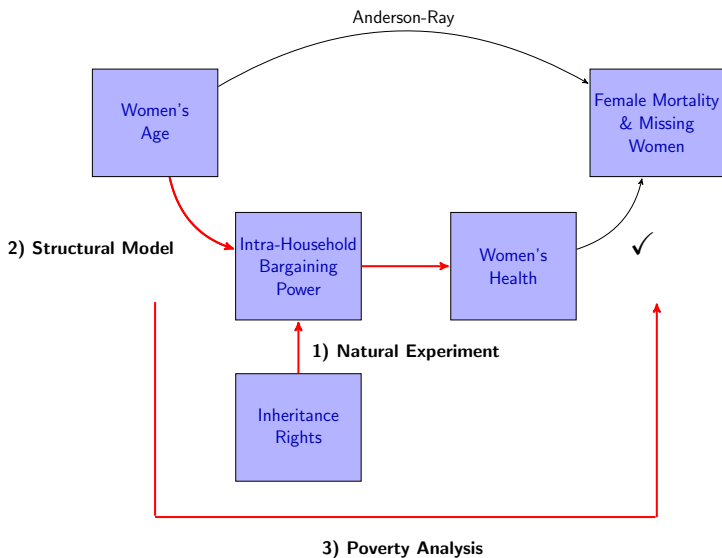 Anderson-Ray
Women's
Age
Female Mortality
& Missing
Women
2) Structural Model
Intra-Household
Bargaining
Power
Women's
Health
✓
1) Natural Experiment
Inheritance
Rights
3) Poverty Analysis